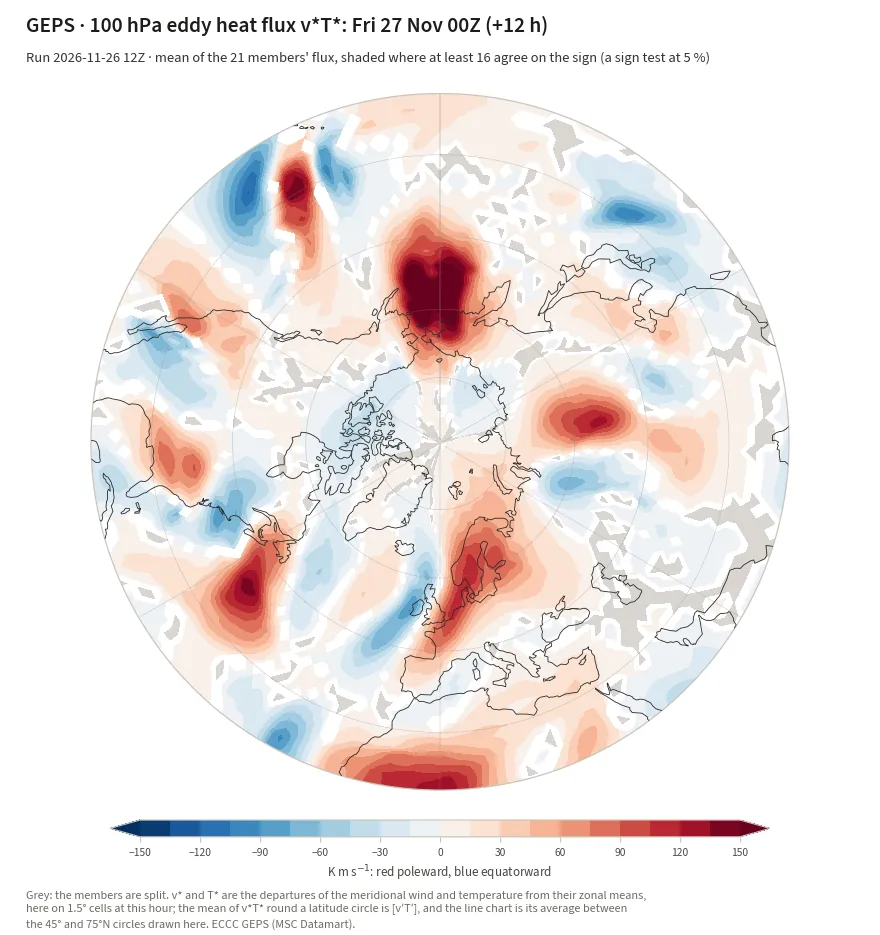 GEPS · 100 hPa eddy heat flux v*T*: Fri 27 Nov 00Z (+12 h)
Run 2026-11-26 12Z · mean of the 21 members' flux, shaded where at least 16 agree on the sign (a sign test at 5 %)
−150 −120 −90 −60 −30 0 30 60 90 120 150
K m s⁻¹: red poleward, blue equatorward
Grey: the members are split. v* and T* are the departures of the meridional wind and temperature from their zonal means,
here on 1.5° cells at this hour; the mean of v*T* round a latitude circle is [v'T'], and the line chart is its average between
the 45° and 75°N circles drawn here. ECCC GEPS (MSC Datamart).